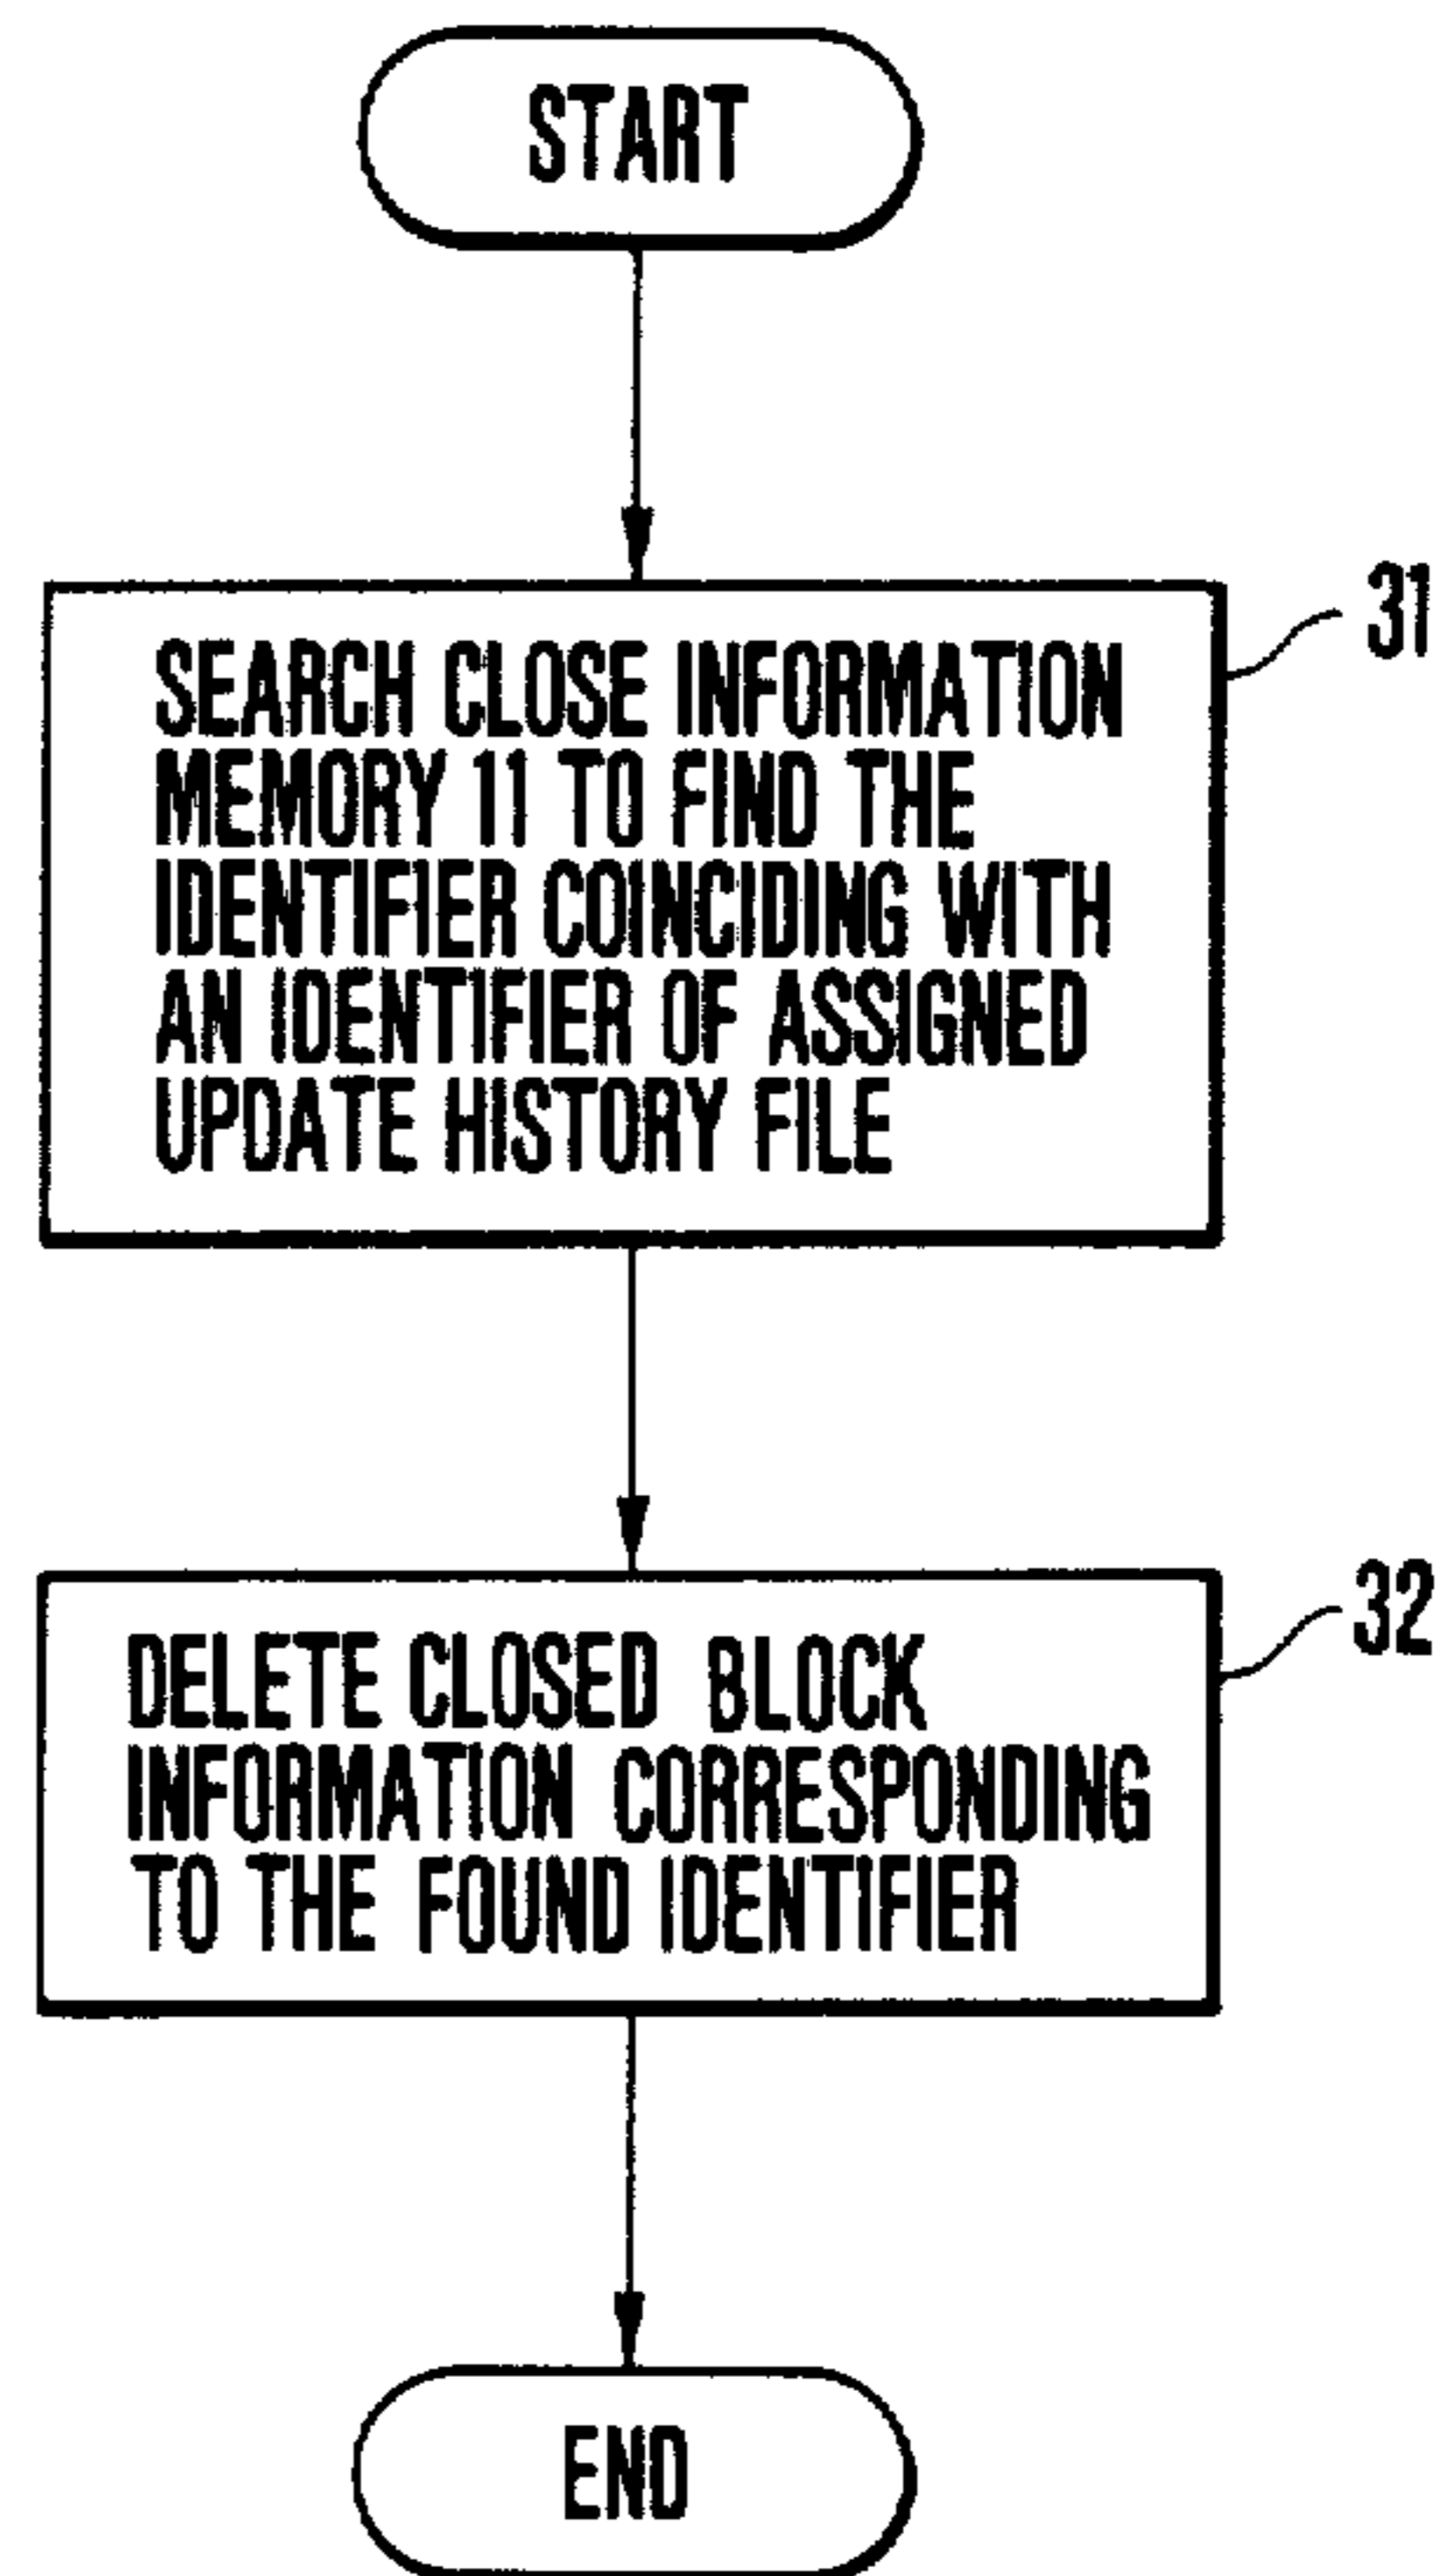 START
31
SEARCH CLOSE INFORMATION
MEMORY 11 TO FIND THE
IDENTIFIER COINCIDING WITH
AN IDENTIFIER OF ASSIGNED
UPDATE HISTORY FILE
32
DELETE CLOSED BLOCK
INFORMATION CORRESPONDING
TO THE FOUND IDENTIFIER
END